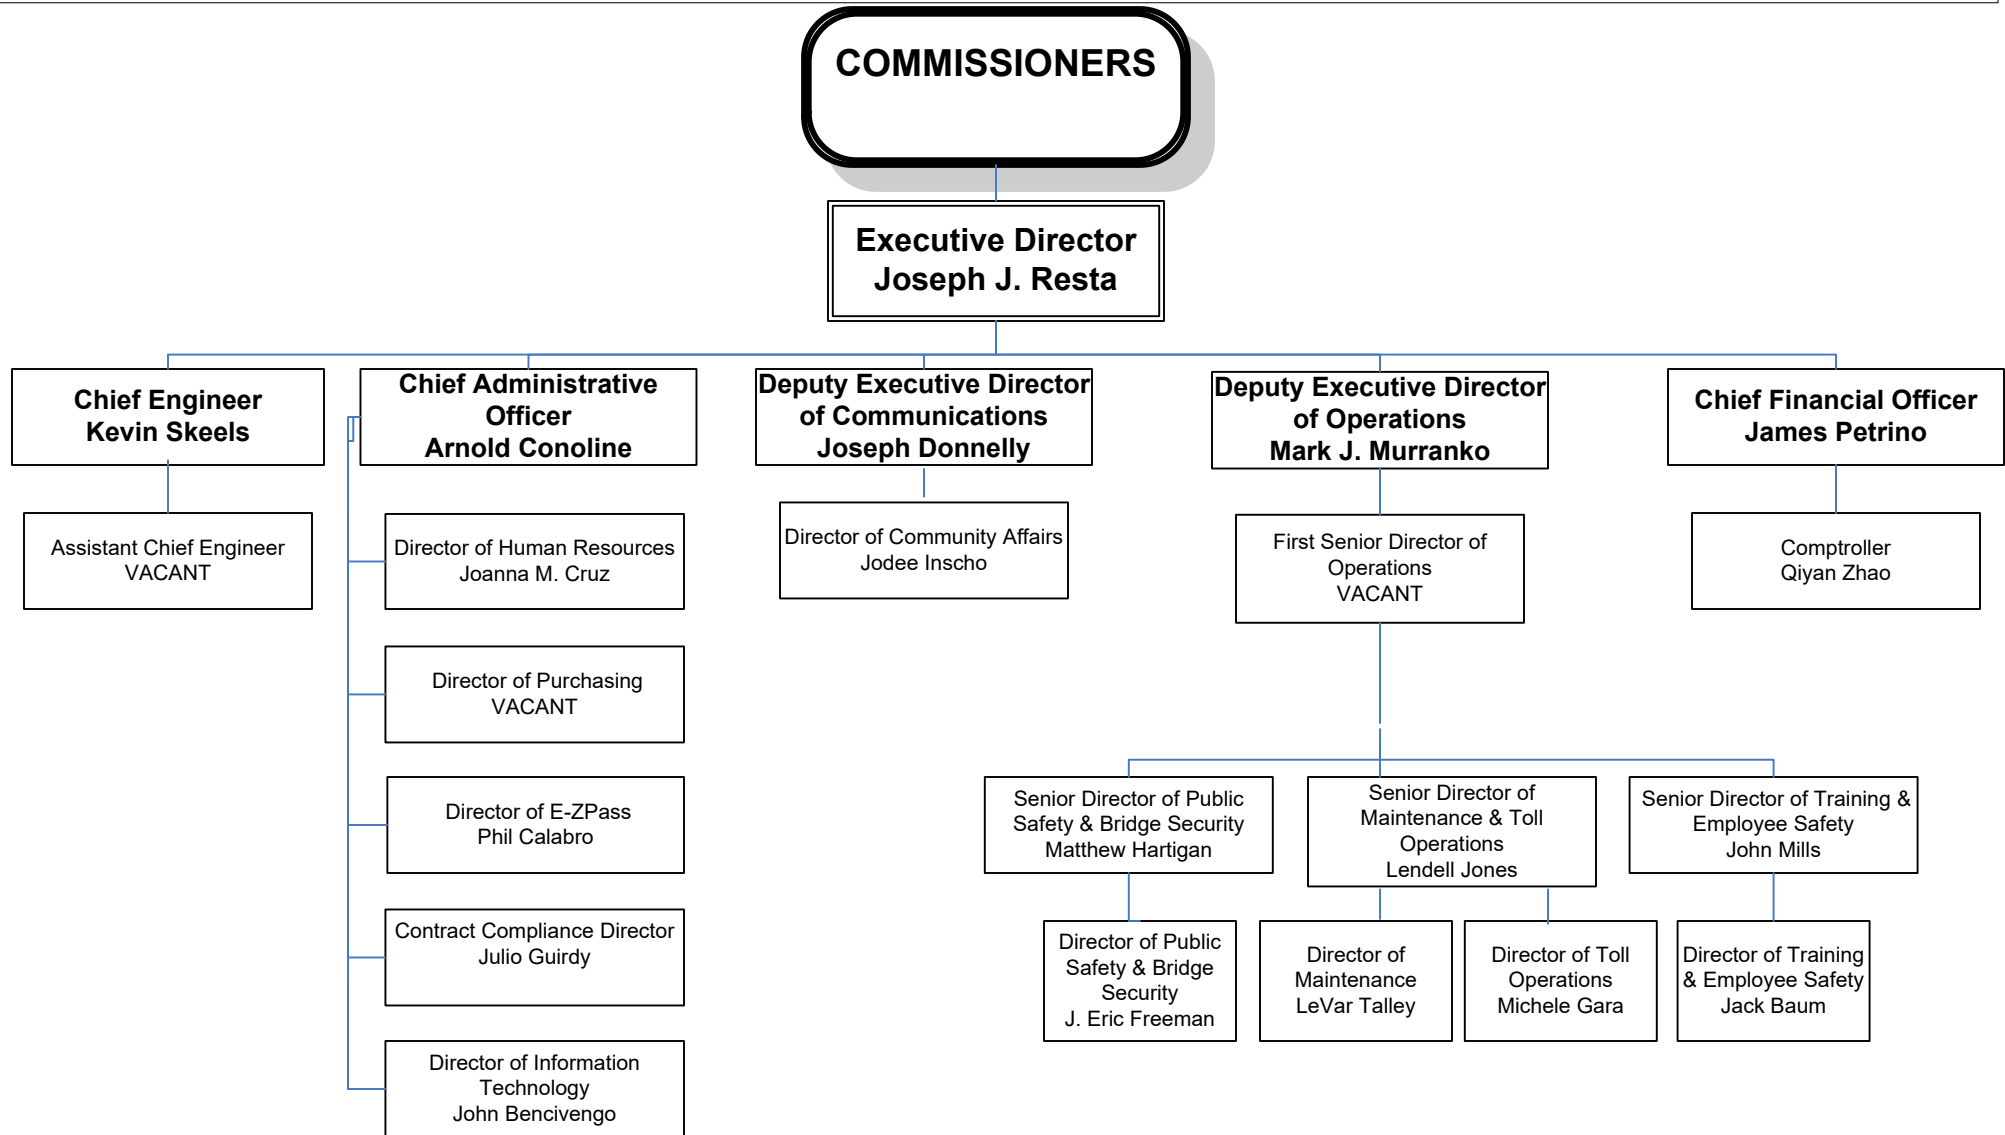 COMMISSIONERS
Executive Director
Joseph J. Resta
Chief Engineer
Kevin Skeels
Chief Administrative
Officer
Arnold Conoline
Deputy Executive Director
of Communications
Joseph Donnelly
Deputy Executive Director
of Operations
Mark J. Murranko
Chief Financial Officer
James Petrino
Assistant Chief Engineer
VACANT
Director of Human Resources
Joanna M. Cruz
Director of Community Affairs
Jodee Inscho
First Senior Director of
Operations
VACANT
Comptroller
Qiyan Zhao
Director of Purchasing
VACANT
Director of E-ZPass
Phil Calabro
Senior Director of Public
Safety & Bridge Security
Matthew Hartigan
Senior Director of
Maintenance & Toll
Operations
Lendell Jones
Senior Director of Training &
Employee Safety
John Mills
Contract Compliance Director
Julio Guirdy
Director of Public
Safety & Bridge
Security
J. Eric Freeman
Director of
Maintenance
LeVar Talley
Director of Toll
Operations
Michele Gara
Director of Training
& Employee Safety
Jack Baum
Director of Information
Technology
John Bencivengo